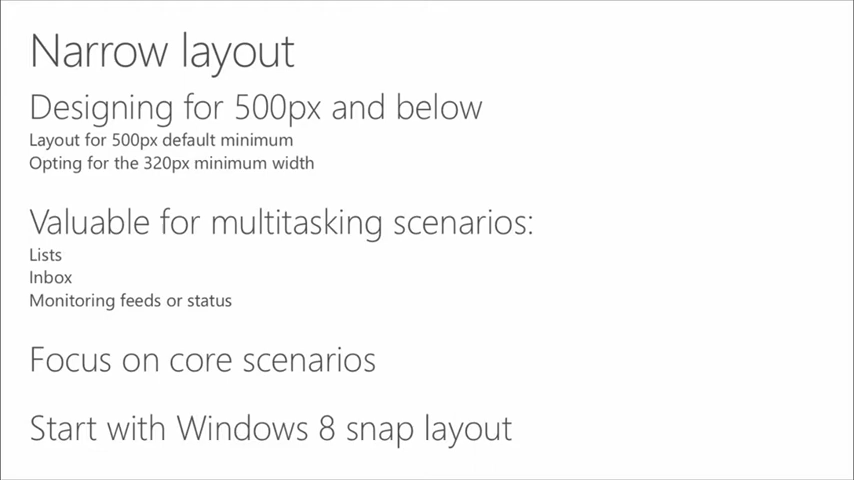 Narrow layout
Designing for 500px and below
Layout for 500px default minimum
Opting for the 320px minimum width
Valuable for multitasking scenarios:
Lists
Inbox
Monitoring feeds or status
Focus on core scenarios
Start with Windows 8 snap layout